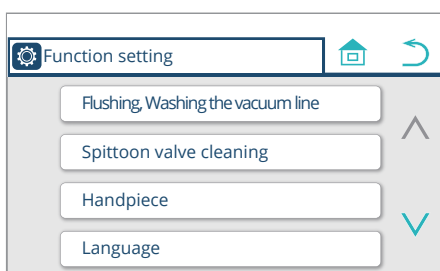 Function setting
Flushing, Washing the vacuum line
Spittoon valve cleaning
Handpiece
Language